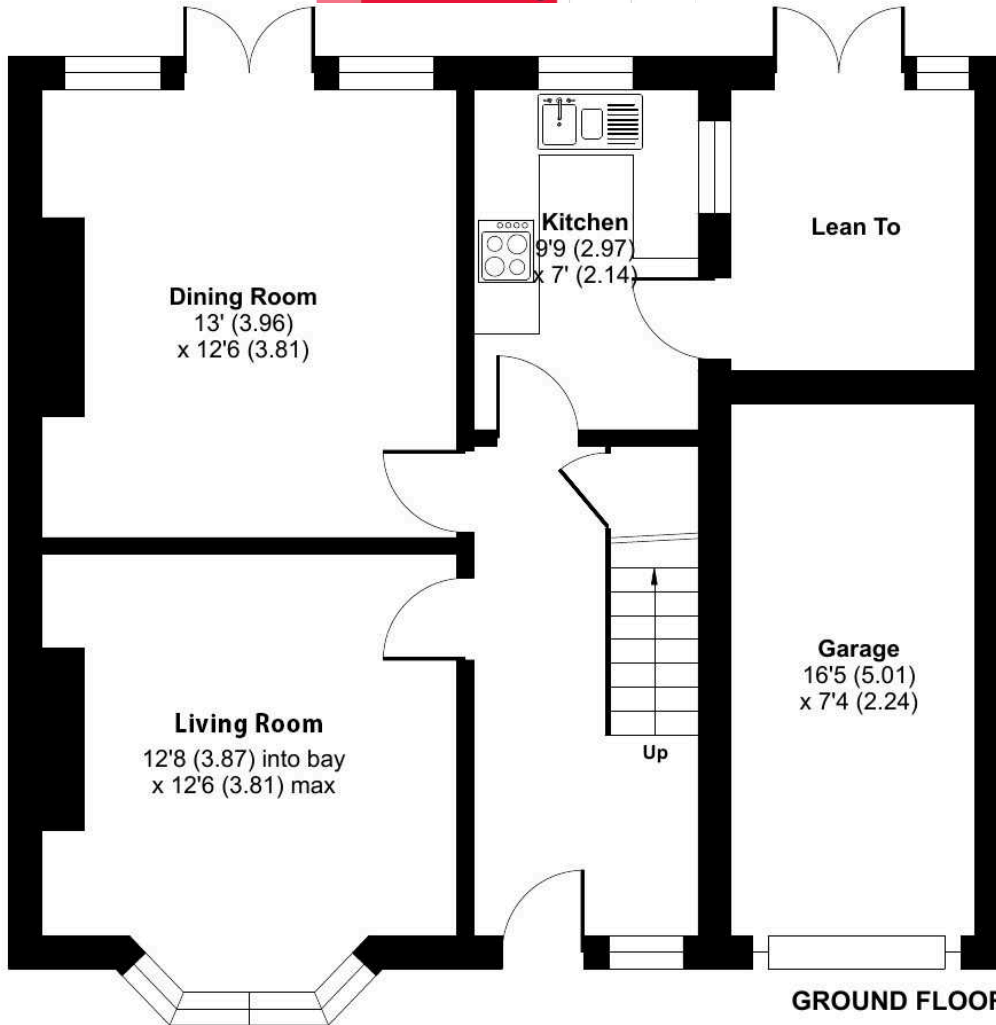 Kitchen
9'9 (2.97)
x 7' (2.14)
Lean To
Dining Room
13' (3.96)
x 12'6 (3.81)
Garage
16'5 (5.01)
x 7'4 (2.24)
Living Room
12'8 (3.87) into bay
x 12'6 (3.81) max
Up
GROUND FLOOR